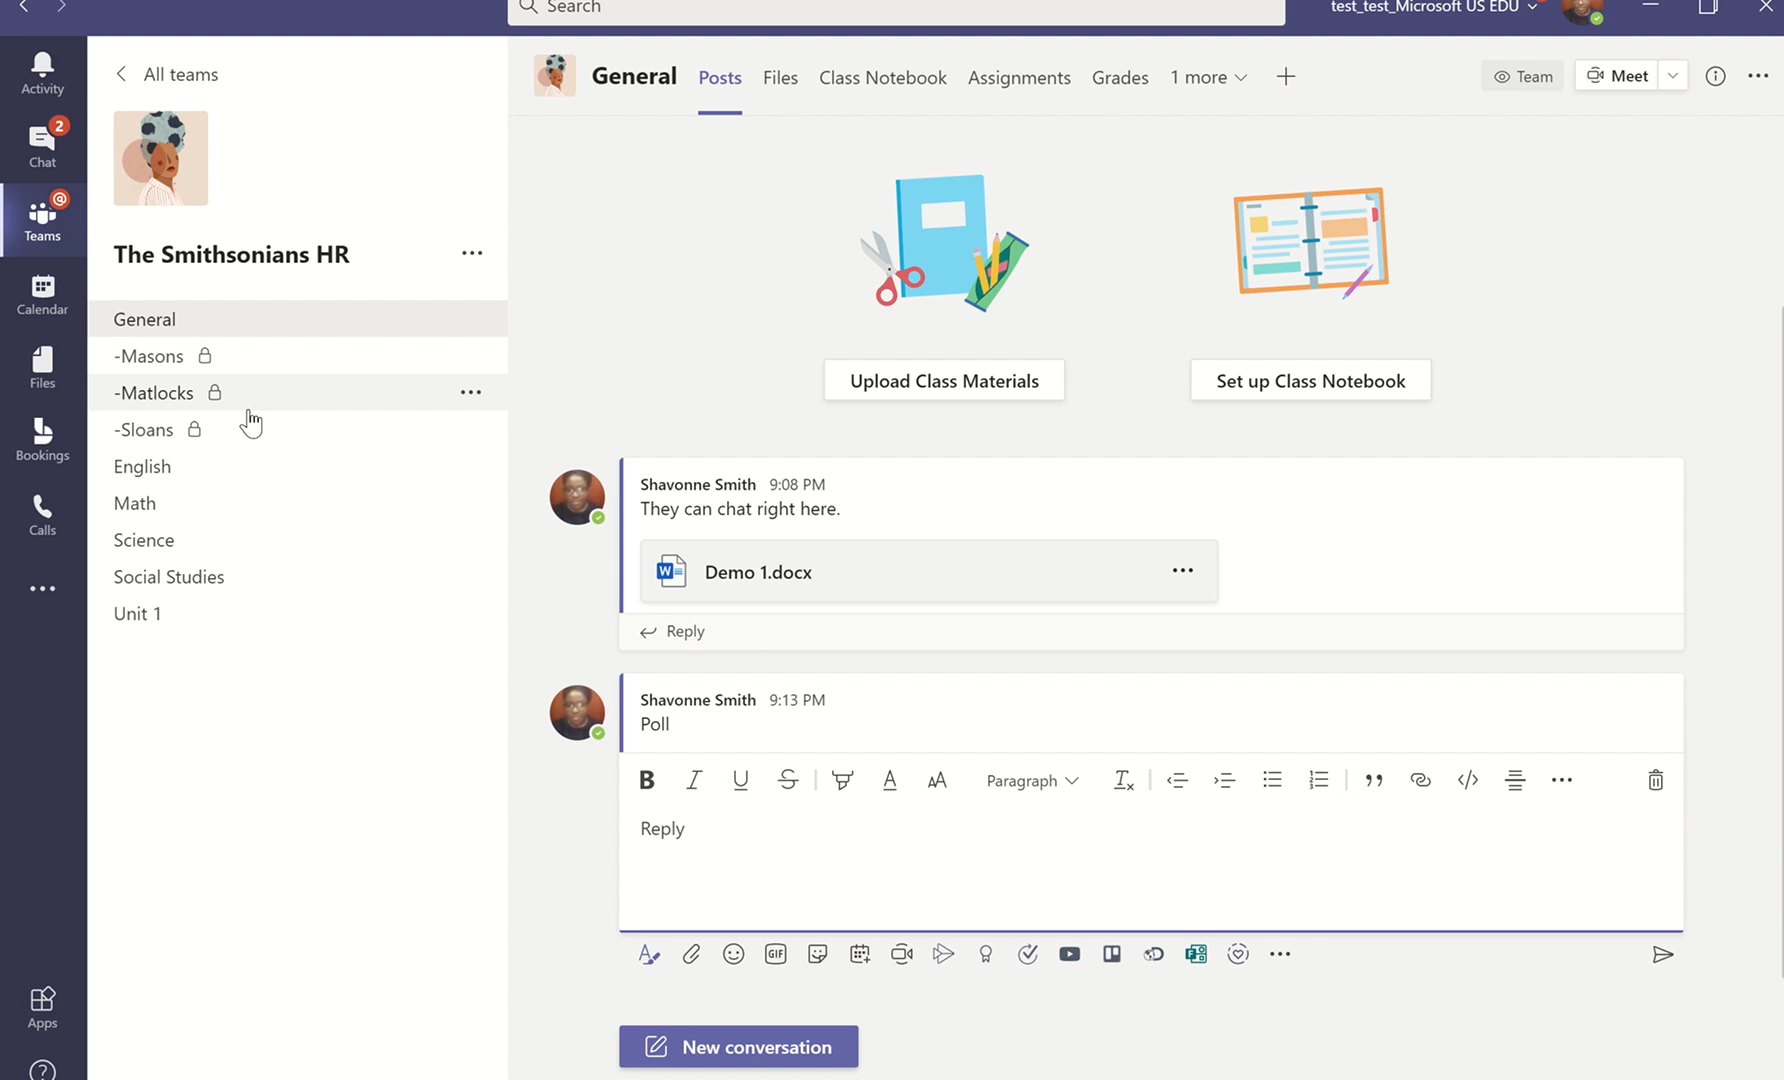 Search
test_test_Microsoft US EDU
Activity
2
Chat
@
Teams
Calendar
Files
Bookings
Calls
Apps
?
All teams
The Smithsonians HR
General
-Masons
-Matlocks
-Sloans
English
Math
Science
Social Studies
Unit 1
General Posts Files Class Notebook Assignments Grades 1 more
Team Meet
Upload Class Materials
Set up Class Notebook
Shavonne Smith 9:08 PM
They can chat right here.
W Demo 1.docx
Reply
Shavonne Smith 9:13 PM
Poll
B I U S A AA Paragraph
Reply
GIF
New conversation